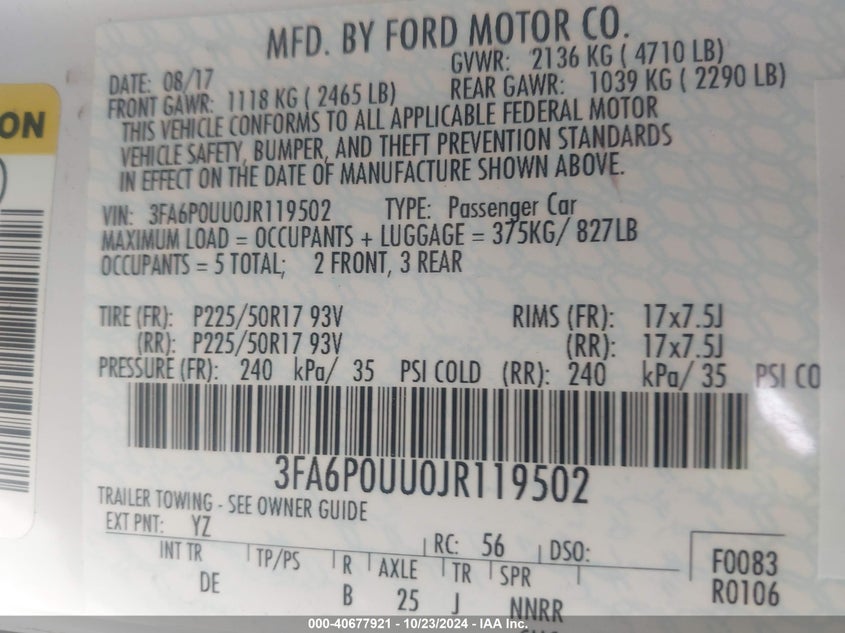 MFD. BY FORD MOTOR CO.
DATE: 08/17 GVWR: 2136 KG ( 4710 LB)
FRONT GAWR: 1118 KG ( 2465 LB) REAR GAWR: 1039 KG ( 2290 LB)
THIS VEHICLE CONFORMS TO ALL APPLICABLE FEDERAL MOTOR
VEHICLE SAFETY, BUMPER, AND THEFT PREVENTION STANDARDS
IN EFFECT ON THE DATE OF MANUFACTURE SHOWN ABOVE.
ON
VIN: 3FA6P0UU0JR119502 TYPE: Passenger Car
MAXIMUM LOAD = OCCUPANTS + LUGGAGE = 375KG/ 827LB
OCCUPANTS = 5 TOTAL; 2 FRONT, 3 REAR
TIRE (FR): P225/50R17 93V RIMS (FR): 17x7.5J
(RR): P225/50R17 93V (RR): 17x7.5J
PRESSURE (FR): 240 kPa/ 35 PSI COLD (RR): 240 kPa/ 35 PSI CO
3FA6P0UU0JR119502
TRAILER TOWING - SEE OWNER GUIDE
EXT PNT: YZ RC: 56 DSO:
INT TR TP/PS R AXLE TR SPR F0083
DE B 25 J NNRR R0106
000-40677921 / 10/23/2024 - IAA Inc.